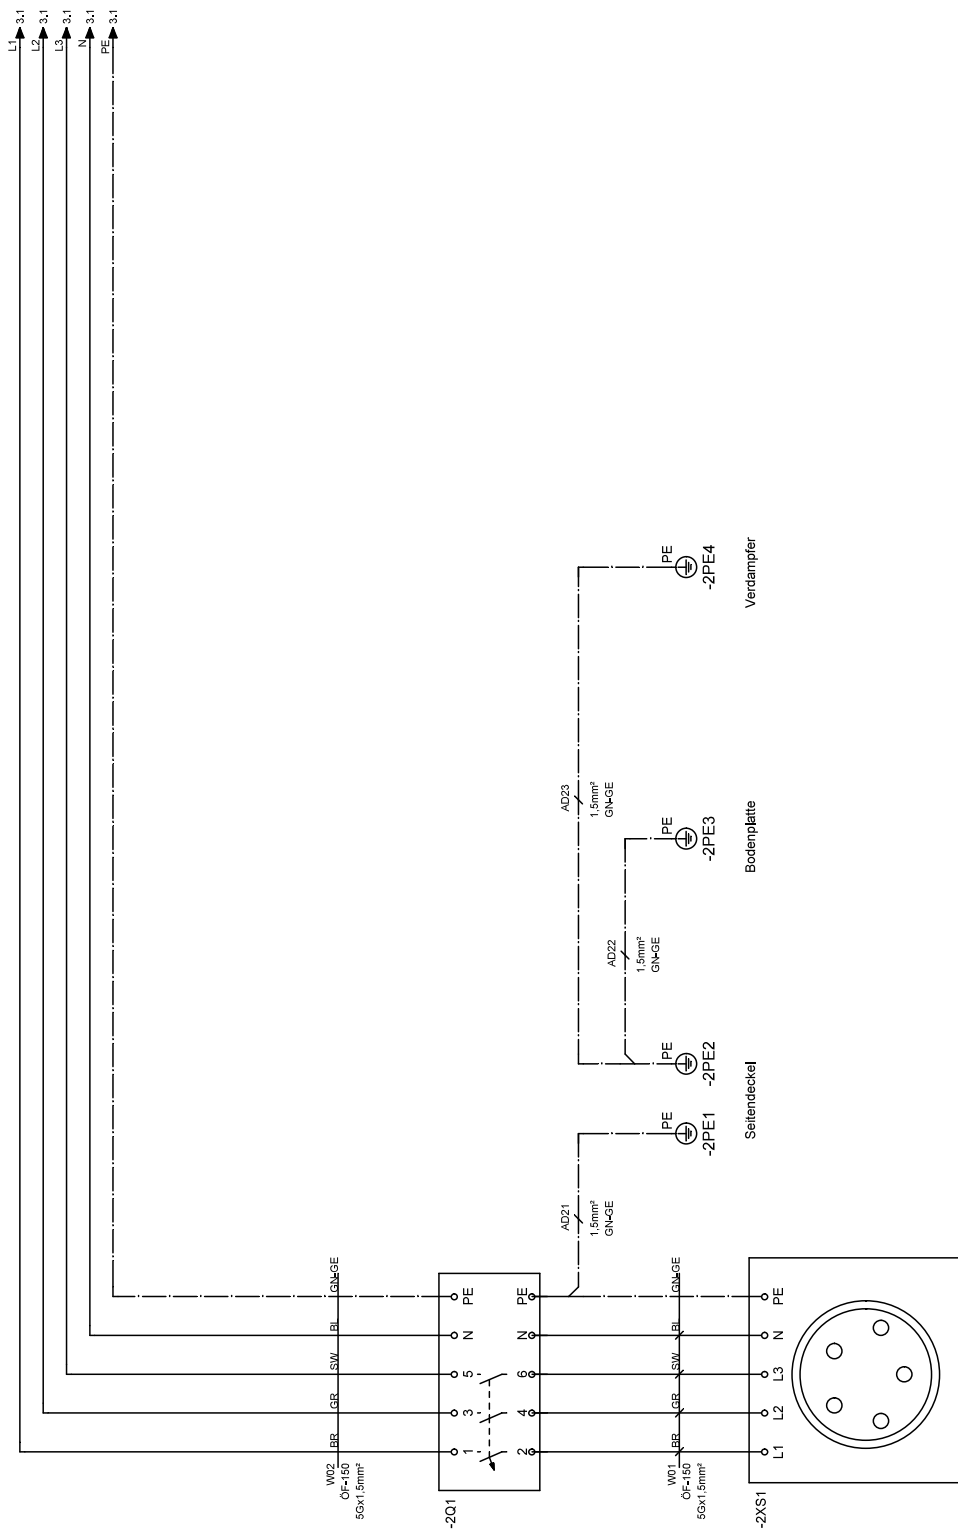 L1 3.1
L2 3.1
L3 3.1
N 3.1
PE 3.1
W02
ÖF-150
5Gx1,5mm²
BR
GR
SW
BL
GN-GE
-2Q1
1
3
5
N
PE
2
4
6
N
PE
AD21
1,5mm²
GN-GE
AD22
1,5mm²
GN-GE
AD23
1,5mm²
GN-GE
PE
-2PE1
PE
-2PE2
Seitendeckel
PE
-2PE3
Bodenplatte
PE
-2PE4
Verdampfer
W01
ÖF-150
5Gx1,5mm²
BR
GR
SW
BL
GN-GE
-2XS1
L1
L2
L3
N
PE